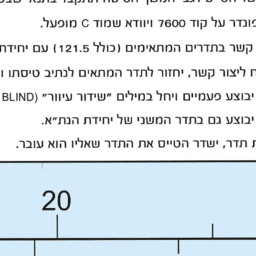 פונדר על קוד 7600 ויוודא שמוד C מופעל.
קשר בתדרים המתאימים (כולל 121.5) עם יחידת
ליצור קשר, יחזור לתדר המתאים לנתיב טיסתו ו
יבוצע פעמיים ויחל במילים "שידור עיוור" (BLIND
יבוצע גם בתדר המשני של יחידת הנת"א.
תדר, ישדר הטייס את התדר שאליו הוא עובר.
20